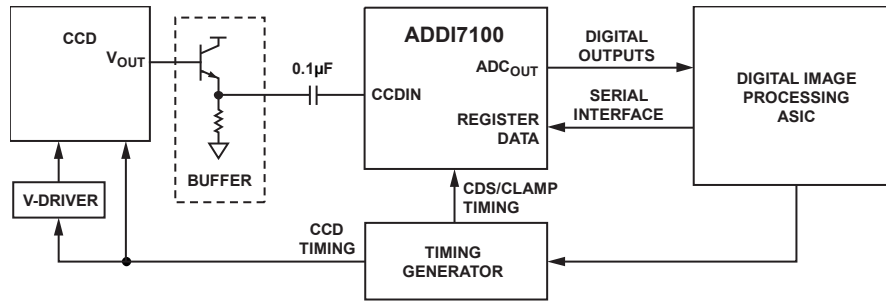 CCD
VOUT
BUFFER
0.1µF
ADDI7100
ADCOUT
CCDIN
REGISTER
DATA
DIGITAL
OUTPUTS
SERIAL
INTERFACE
DIGITAL IMAGE
PROCESSING
ASIC
V-DRIVER
CCD
TIMING
CDS/CLAMP
TIMING
TIMING
GENERATOR